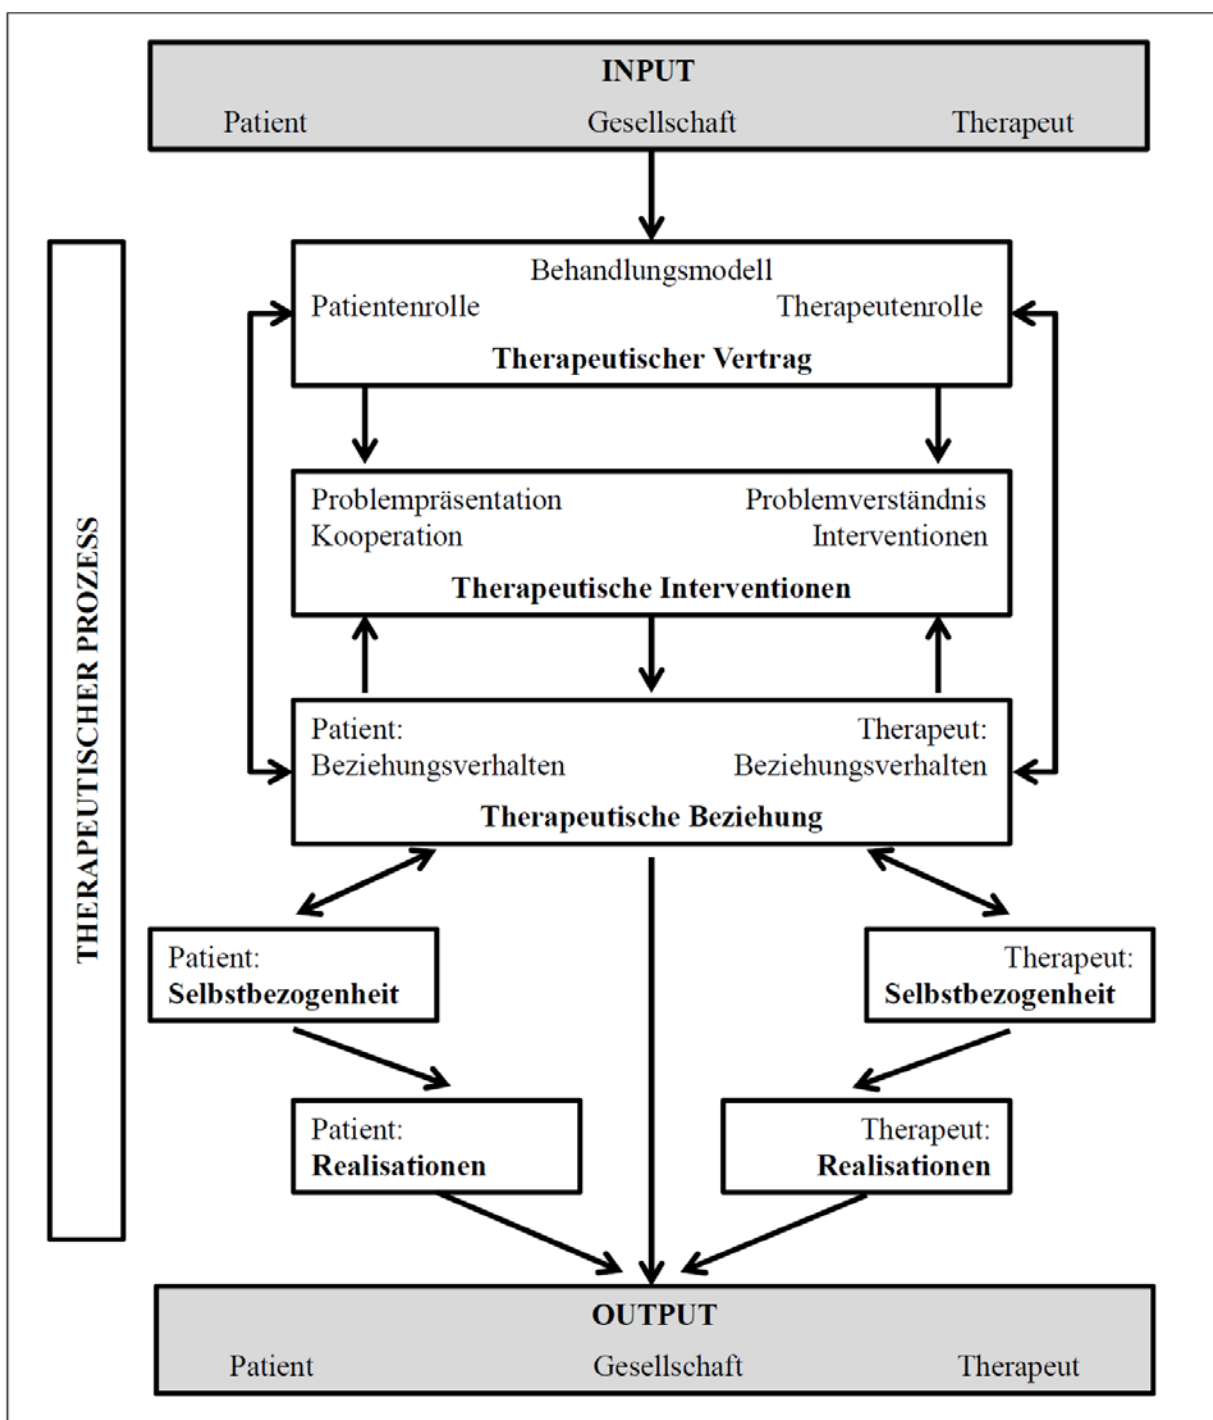 INPUT
Patient Gesellschaft Therapeut
THERAPEUTISCHER PROZESS
Behandlungsmodell
Patientenrolle Therapeutenrolle
Therapeutischer Vertrag
Problempräsentation Problemverständnis
Kooperation Interventionen
Therapeutische Interventionen
Patient: Therapeut:
Beziehungsverhalten Beziehungsverhalten
Therapeutische Beziehung
Patient: Therapeut:
Selbstbezogenheit Selbstbezogenheit
Patient: Therapeut:
Realisationen Realisationen
OUTPUT
Patient Gesellschaft Therapeut